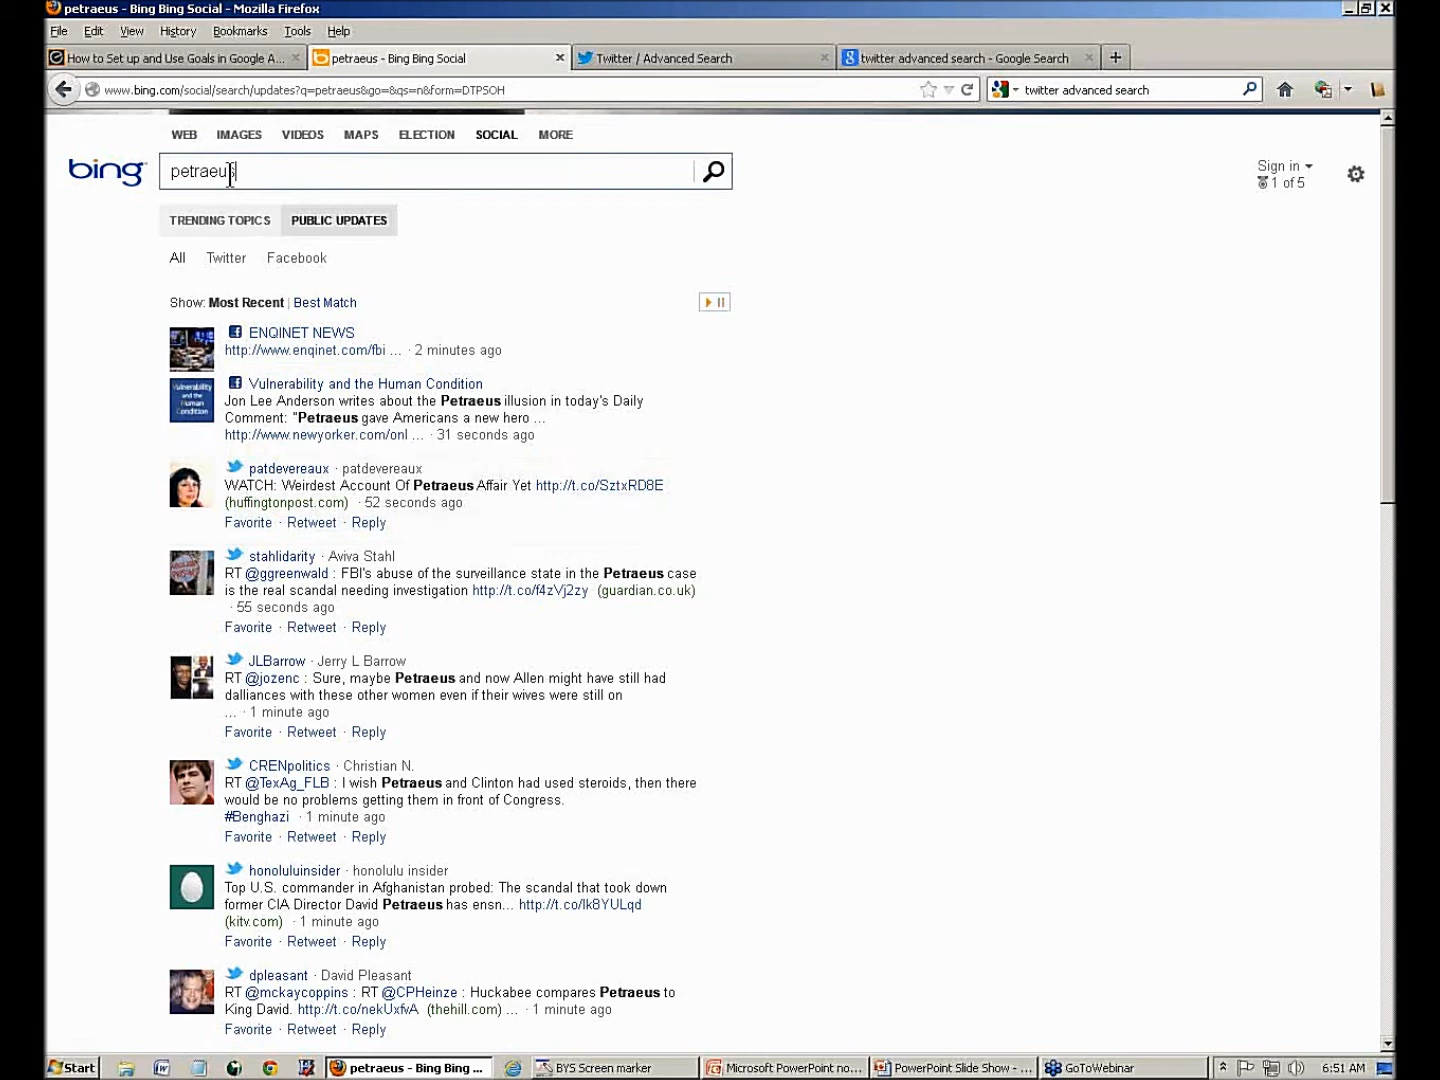 petraeus - Bing Bing Social - Mozilla Firefox
File Edit View History Bookmarks Tools Help
How to Set up and Use Goals in Google A... petraeus - Bing Bing Social Twitter / Advanced Search twitter advanced search - Google Search
www.bing.com/social/search/updates?q=petraeus&go=&qs=n&form=DTPSOH twitter advanced search
WEB IMAGES VIDEOS MAPS ELECTION SOCIAL MORE
bing petraeus
Sign in
1 of 5
TRENDING TOPICS PUBLIC UPDATES
All Twitter Facebook
Show: Most Recent | Best Match
ENQINET NEWS
http://www.enqinet.com/fbi ... · 2 minutes ago
Vulnerability and the Human Condition
Vulnerability and the Human Condition
Jon Lee Anderson writes about the Petraeus illusion in today's Daily
Comment: "Petraeus gave Americans a new hero ...
http://www.newyorker.com/onl ... · 31 seconds ago
patdevereaux · patdevereaux
WATCH: Weirdest Account Of Petraeus Affair Yet http://t.co/SztxRD8E
(huffingtonpost.com) · 52 seconds ago
Favorite · Retweet · Reply
stahlidarity · Aviva Stahl
RT @ggreenwald : FBI's abuse of the surveillance state in the Petraeus case
is the real scandal needing investigation http://t.co/f4zVj2zy (guardian.co.uk)
· 55 seconds ago
Favorite · Retweet · Reply
JLBarrow · Jerry L Barrow
RT @jozenc : Sure, maybe Petraeus and now Allen might have still had
dalliances with these other women even if their wives were still on
... · 1 minute ago
Favorite · Retweet · Reply
CRENpolitics · Christian N.
RT @TexAg_FLB : I wish Petraeus and Clinton had used steroids, then there
would be no problems getting them in front of Congress.
#Benghazi · 1 minute ago
Favorite · Retweet · Reply
honoluluinsider · honolulu insider
Top U.S. commander in Afghanistan probed: The scandal that took down
former CIA Director David Petraeus has ensn... http://t.co/Ik8YULqd
(kitv.com) · 1 minute ago
Favorite · Retweet · Reply
dpleasant · David Pleasant
RT @mckaycoppins : RT @CPHeinze : Huckabee compares Petraeus to
King David. http://t.co/nekUxfvA (thehill.com) ... · 1 minute ago
Favorite · Retweet · Reply
Start petraeus - Bing Bing ... BYS Screen marker Microsoft PowerPoint no... PowerPoint Slide Show - ... GoToWebinar 6:51 AM